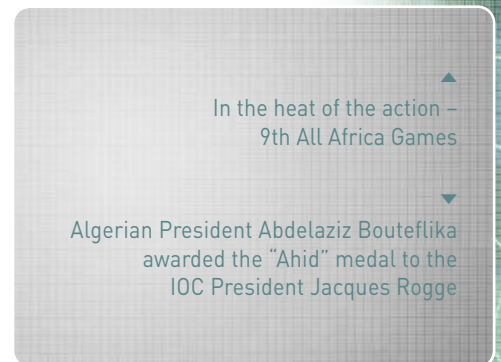 In the heat of the action –
9th All Africa Games
Algerian President Abdelaziz Bouteflika
awarded the “Ahid” medal to the
IOC President Jacques Rogge